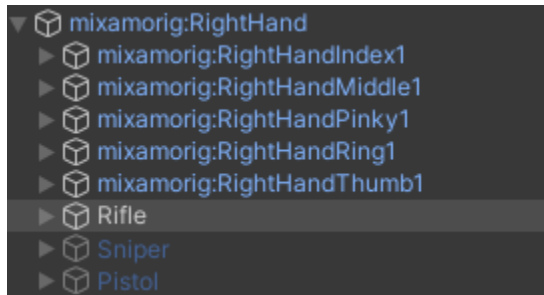 mixamorig:RightHand
mixamorig:RightHandIndex1
mixamorig:RightHandMiddle1
mixamorig:RightHandPinky1
mixamorig:RightHandRing1
mixamorig:RightHandThumb1
Rifle
Sniper
Pistol